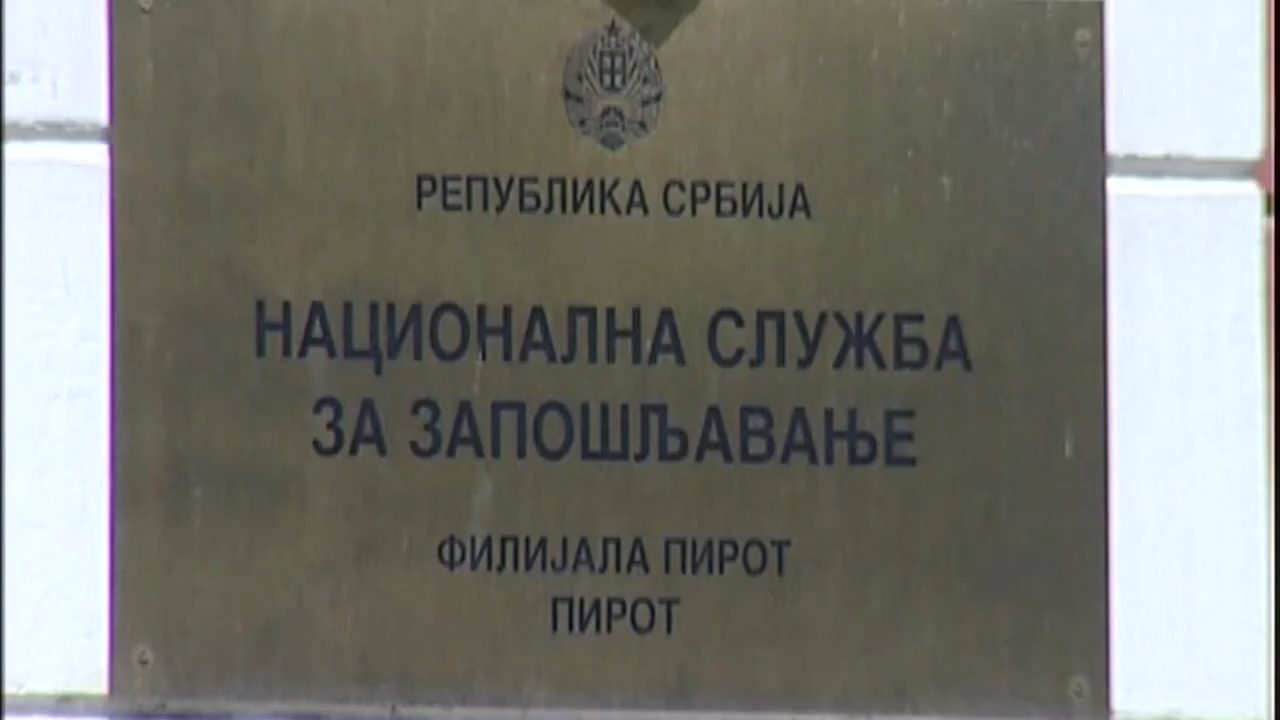 РЕПУБЛИКА СРБИЈА
НАЦИОНАЛНА СЛУЖБА
ЗА ЗАПОШЉАВАЊЕ
ФИЛИЈАЛА ПИРОТ
ПИРОТ